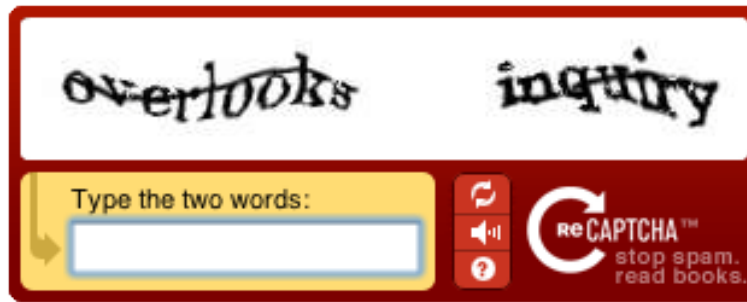 overlooks inquiry
Type the two words:
reCAPTCHA™
stop spam.
read books.